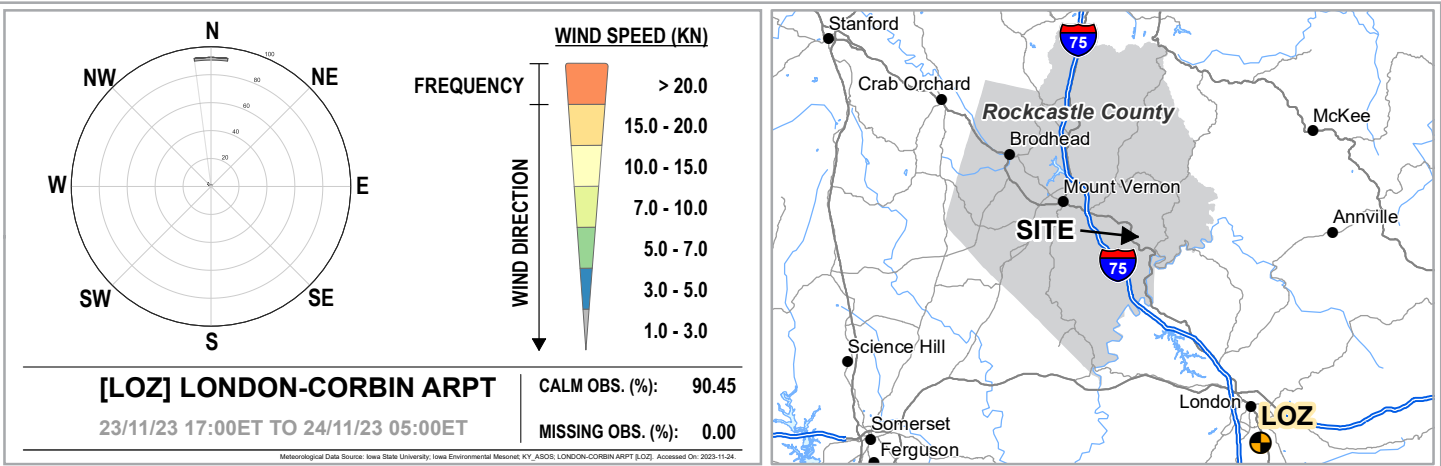 N
NE
E
SE
S
SW
W
NW
100
80
60
40
20
WIND SPEED (KN)
FREQUENCY
WIND DIRECTION
> 20.0
15.0 - 20.0
10.0 - 15.0
7.0 - 10.0
5.0 - 7.0
3.0 - 5.0
1.0 - 3.0
[LOZ] LONDON-CORBIN ARPT
23/11/23 17:00ET TO 24/11/23 05:00ET
CALM OBS. (%): 90.45
MISSING OBS. (%): 0.00
Meteorological Data Source: Iowa State University; Iowa Environmental Mesonet; KY_ASOS; LONDON-CORBIN ARPT [LOZ]. Accessed On: 2023-11-24.
Stanford
75
Crab Orchard
Rockcastle County
McKee
Brodhead
Mount Vernon
Annville
SITE
75
Science Hill
London
LOZ
Somerset
Ferguson